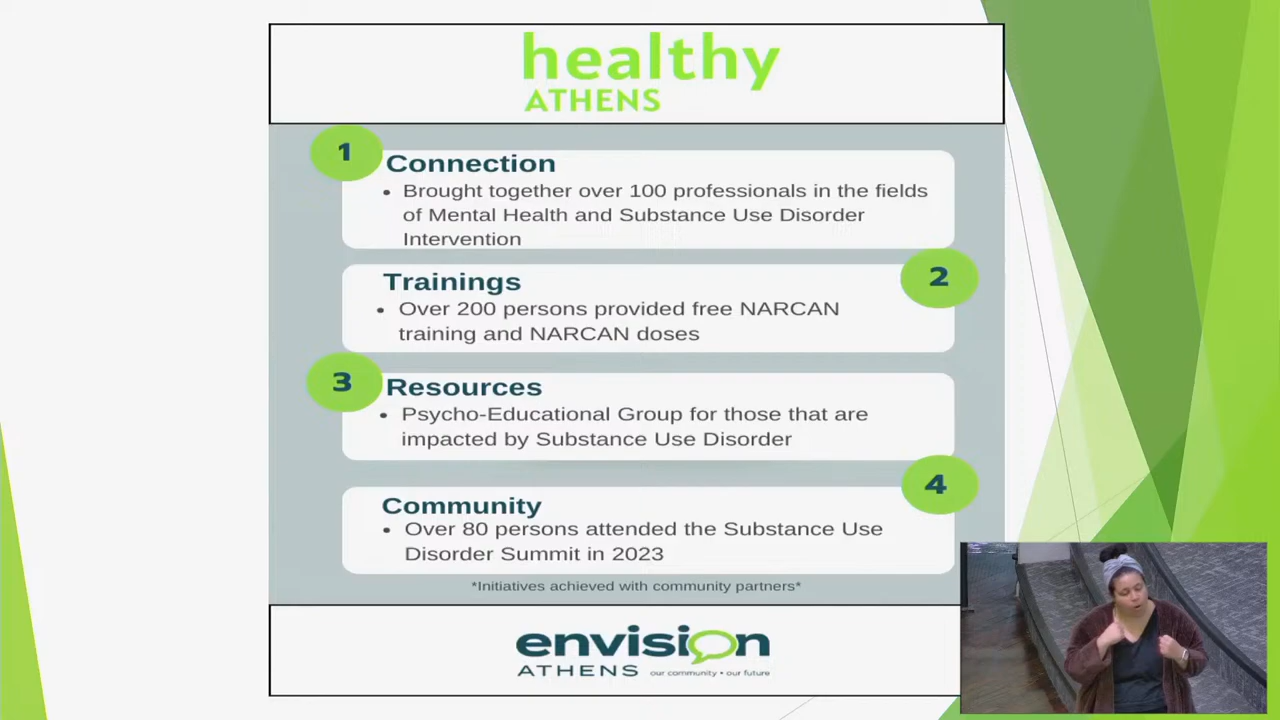 healthy
ATHENS
1
Connection
• Brought together over 100 professionals in the fields
of Mental Health and Substance Use Disorder
Intervention
2
Trainings
• Over 200 persons provided free NARCAN
training and NARCAN doses
3
Resources
• Psycho-Educational Group for those that are
impacted by Substance Use Disorder
4
Community
• Over 80 persons attended the Substance Use
Disorder Summit in 2023
*Initiatives achieved with community partners*
envision
ATHENS our community • our future